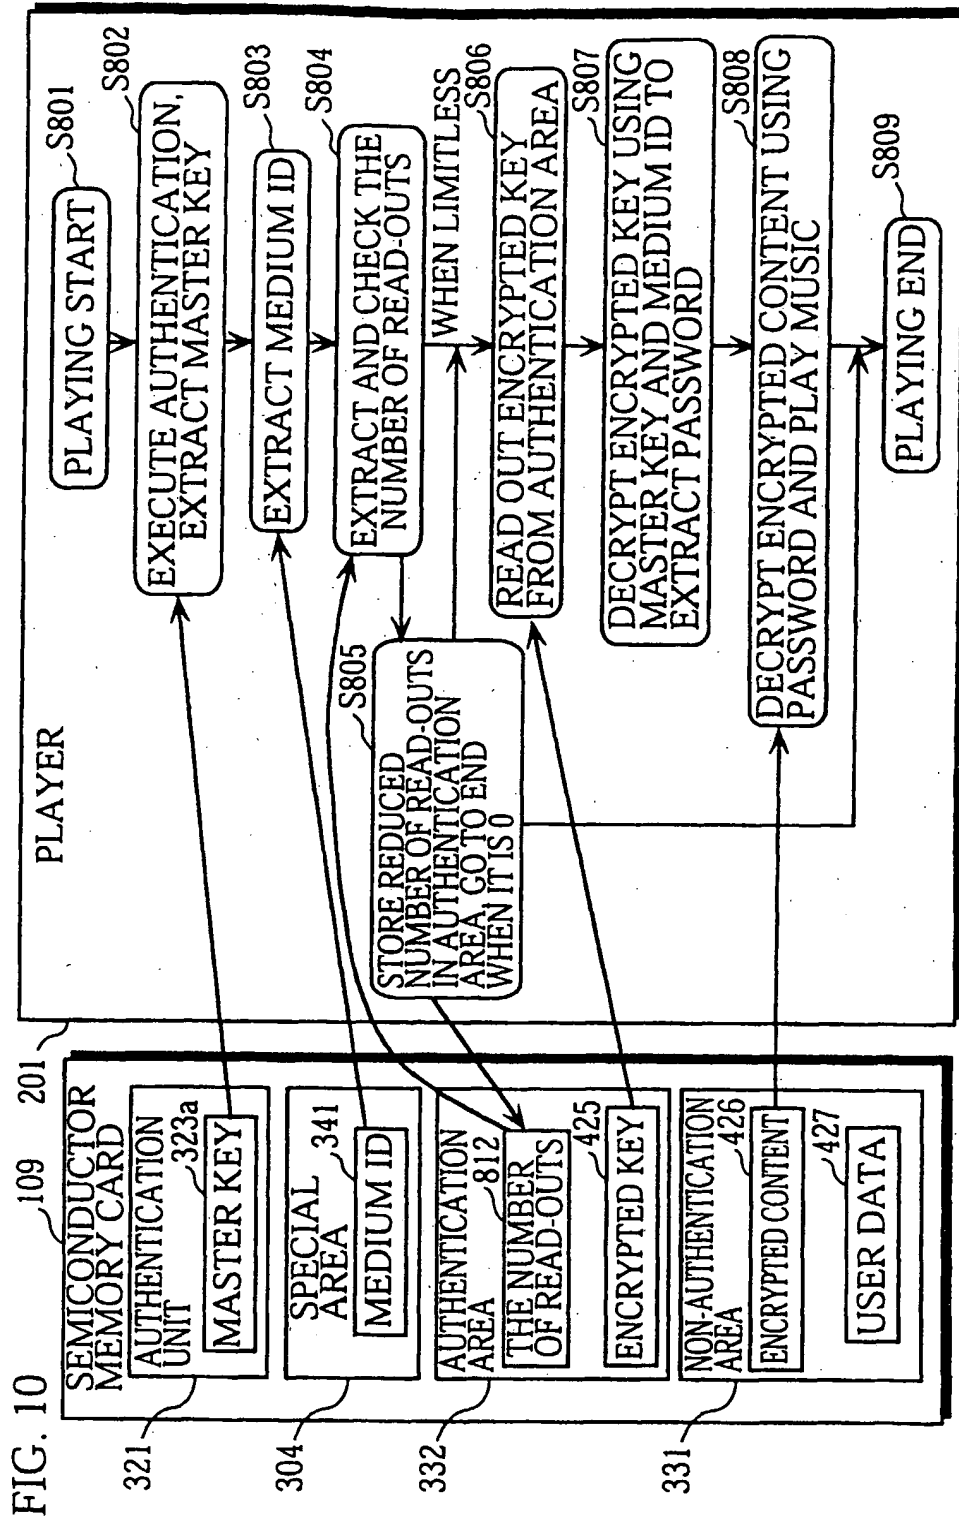 FIG. 10
109
SEMICONDUCTOR
MEMORY CARD
321
AUTHENTICATION
UNIT
323a
MASTER KEY
304
SPECIAL
AREA
341
MEDIUM ID
332
AUTHENTICATION
AREA
812
THE NUMBER
OF READ-OUTS
425
ENCRYPTED KEY
331
NON-AUTHENTICATION
AREA
426
ENCRYPTED CONTENT
427
USER DATA
201
PLAYER
S801
PLAYING START
S802
EXECUTE AUTHENTICATION,
EXTRACT MASTER KEY
S803
EXTRACT MEDIUM ID
S804
EXTRACT AND CHECK THE
NUMBER OF READ-OUTS
WHEN LIMITLESS
S805
STORE REDUCED
NUMBER OF READ-OUTS
IN AUTHENTICATION
AREA. GO TO END
WHEN IT IS 0
S806
READ OUT ENCRYPTED KEY
FROM AUTHENTICATION AREA
S807
DECRYPT ENCRYPTED KEY USING
MASTER KEY AND MEDIUM ID TO
EXTRACT PASSWORD
S808
DECRYPT ENCRYPTED CONTENT USING
PASSWORD AND PLAY MUSIC
S809
PLAYING END